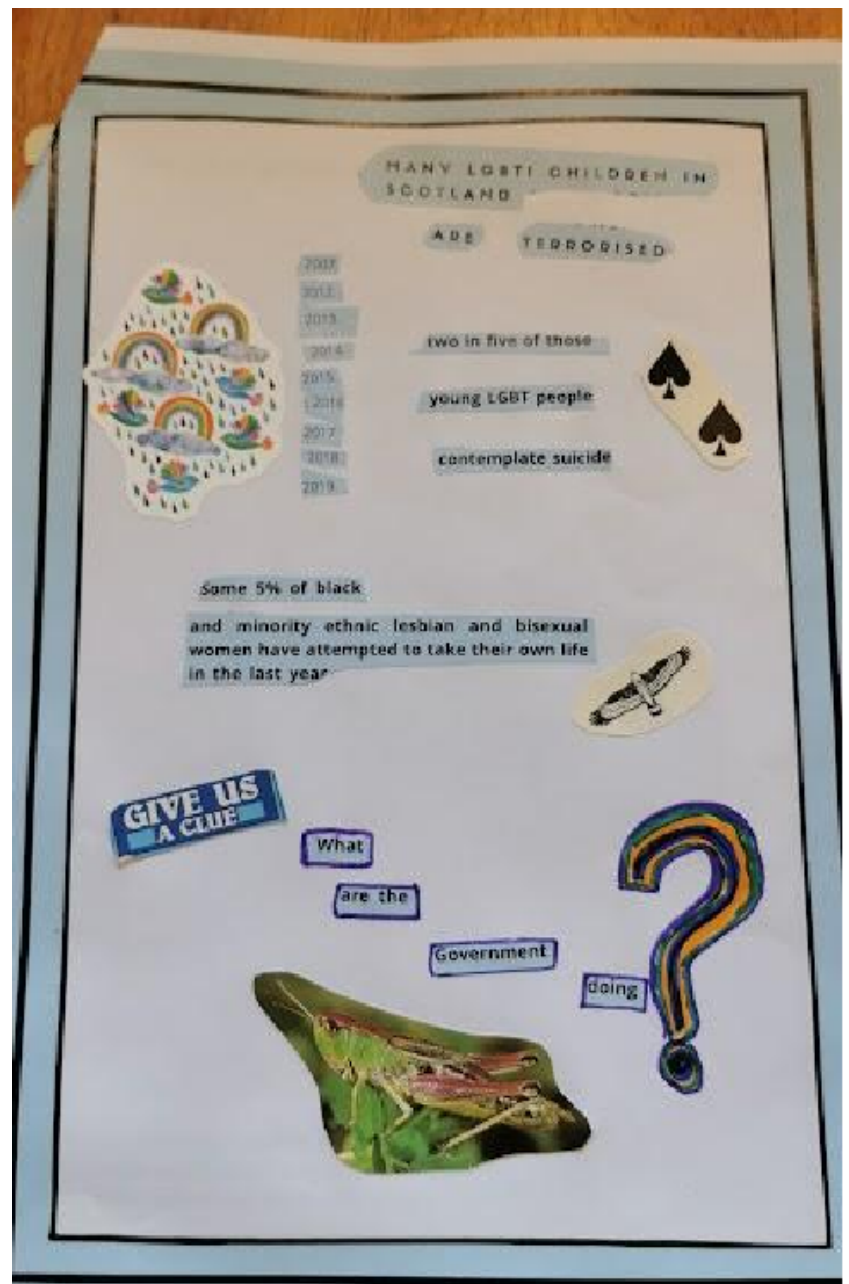 MANY LGBTI CHILDREN IN
SCOTLAND
ARE TERRORISED
2007
2012
2013
2014
2015
2016
2017
2018
2019
two in five of those
young LGBT people
contemplate suicide
Some 5% of black
and minority ethnic lesbian and bisexual
women have attempted to take their own life
in the last year
GIVE US
A CLUE
What
are the
Government
doing
?